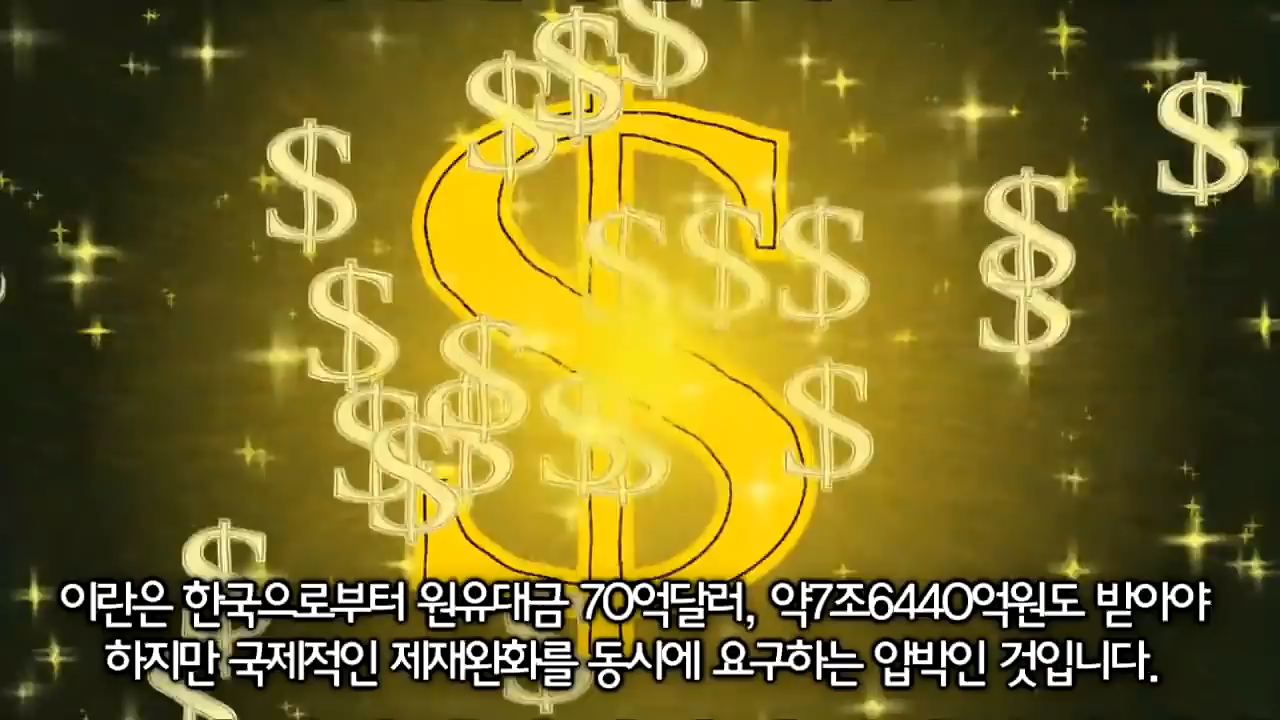 이란은 한국으로부터 원유대금 70억달러, 약7조6440억원도 받아야
하지만 국제적인 제재완화를 동시에 요구하는 압박인 것입니다.